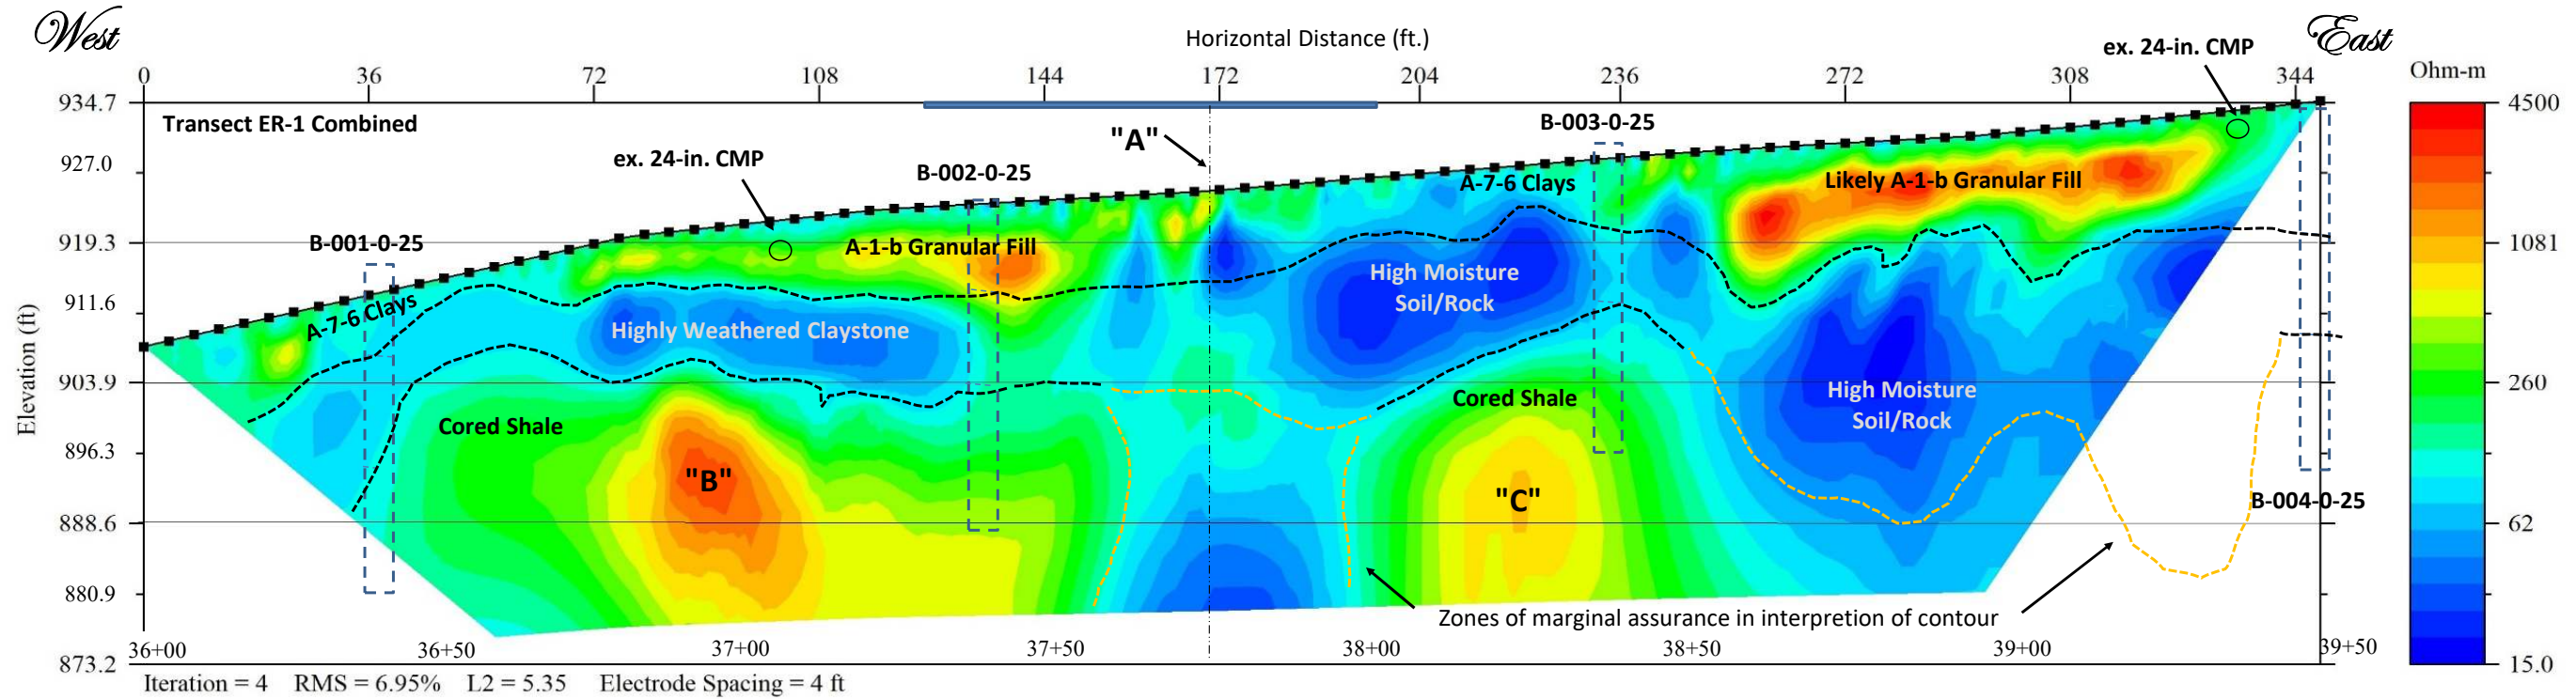 West
East
Horizontal Distance (ft.)
ex. 24-in. CMP
0 36 72 108 144 172 204 236 272 308 344
Ohm-m
934.7
Transect ER-1 Combined
"A"
B-003-0-25
4500
927.0
ex. 24-in. CMP
B-002-0-25
A-7-6 Clays
Likely A-1-b Granular Fill
919.3
B-001-0-25
A-1-b Granular Fill
1081
High Moisture
Soil/Rock
911.6
A-7-6 Clays
Highly Weathered Claystone
Elevation (ft)
903.9
260
Cored Shale
High Moisture
Soil/Rock
896.3
Cored Shale
"B"
"C"
B-004-0-25
888.6
62
880.9
Zones of marginal assurance in interpretion of contour
36+00 36+50 37+00 37+50 38+00 38+50 39+00 39+50
873.2
15.0
Iteration = 4 RMS = 6.95% L2 = 5.35 Electrode Spacing = 4 ft